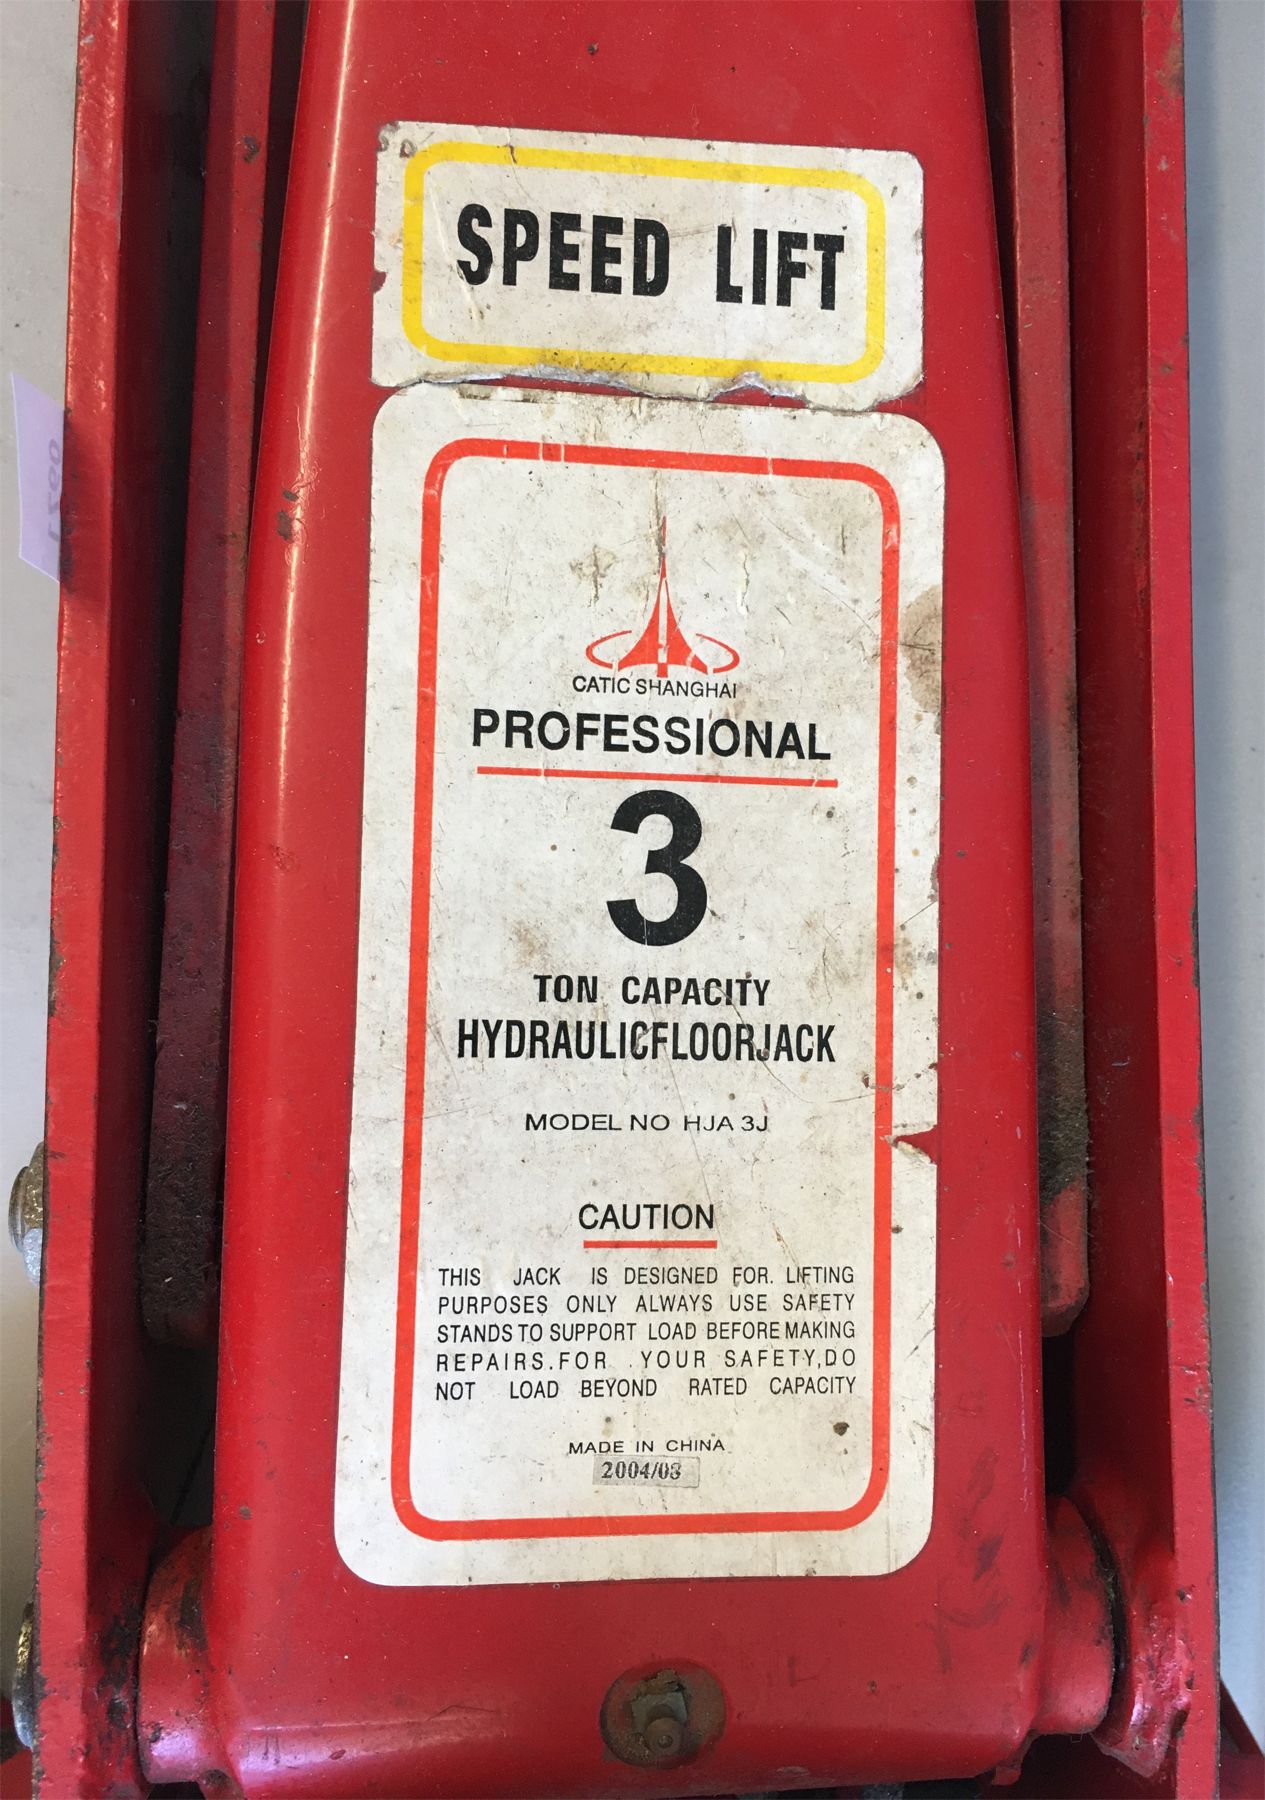 SPEED LIFT
CATIC SHANGHAI
PROFESSIONAL
3
TON CAPACITY
HYDRAULICFLOORJACK
MODEL NO HJA 3J
CAUTION
THIS JACK IS DESIGNED FOR. LIFTING
PURPOSES ONLY ALWAYS USE SAFETY
STANDS TO SUPPORT LOAD BEFORE MAKING
REPAIRS.FOR YOUR SAFETY,DO
NOT LOAD BEYOND RATED CAPACITY
MADE IN CHINA
2004/08